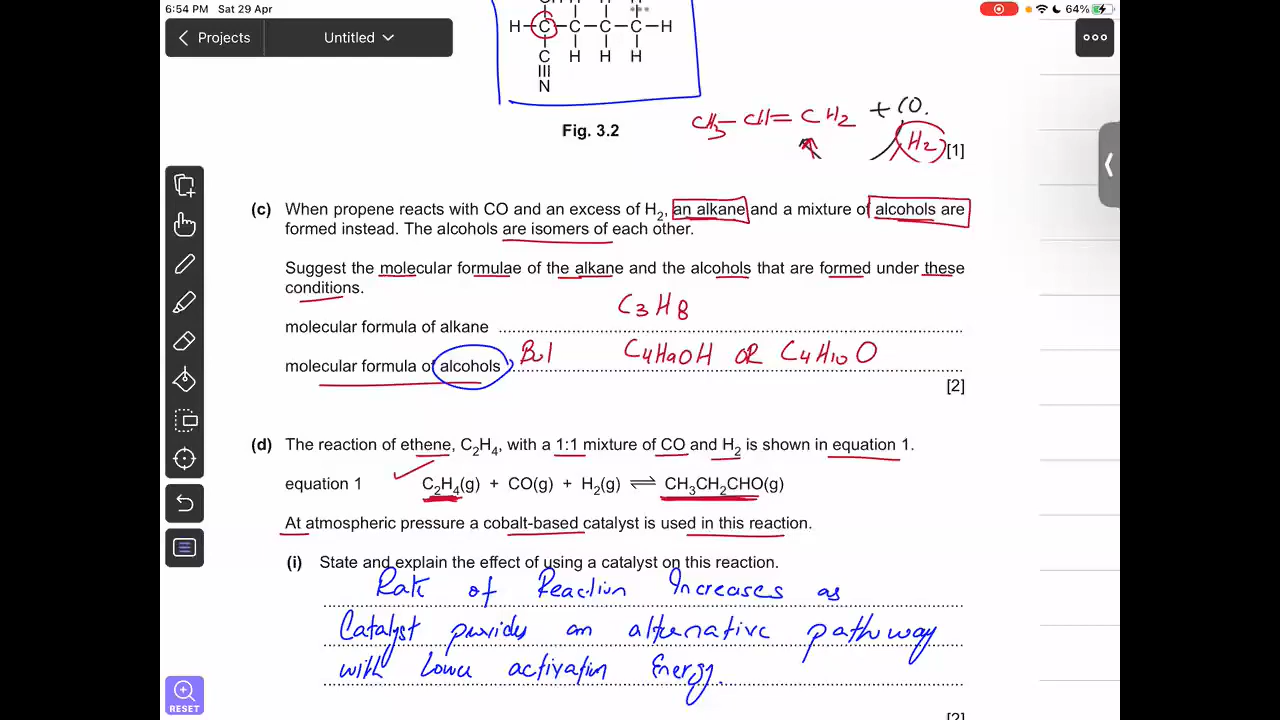 6:54 PM Sat 29 Apr
64%
Projects
Untitled
H–C–C–C–C–H
C H H H
N
Fig. 3.2
CH3– CH= CH2 + CO.
H2
[1]
(c) When propene reacts with CO and an excess of H2, an alkane and a mixture of alcohols are
formed instead. The alcohols are isomers of each other.
Suggest the molecular formulae of the alkane and the alcohols that are formed under these
conditions.
C3H8
molecular formula of alkane
But C4H9OH OR C4H10O
molecular formula of alcohols
[2]
(d) The reaction of ethene, C2H4, with a 1:1 mixture of CO and H2 is shown in equation 1.
equation 1 C2H4(g) + CO(g) + H2(g) ⇌ CH3CH2CHO(g)
At atmospheric pressure a cobalt-based catalyst is used in this reaction.
(i) State and explain the effect of using a catalyst on this reaction.
Rate of Reaction Increases as
Catalyst provides an alternative pathway
with Lower activation Energy.
[2]
RESET